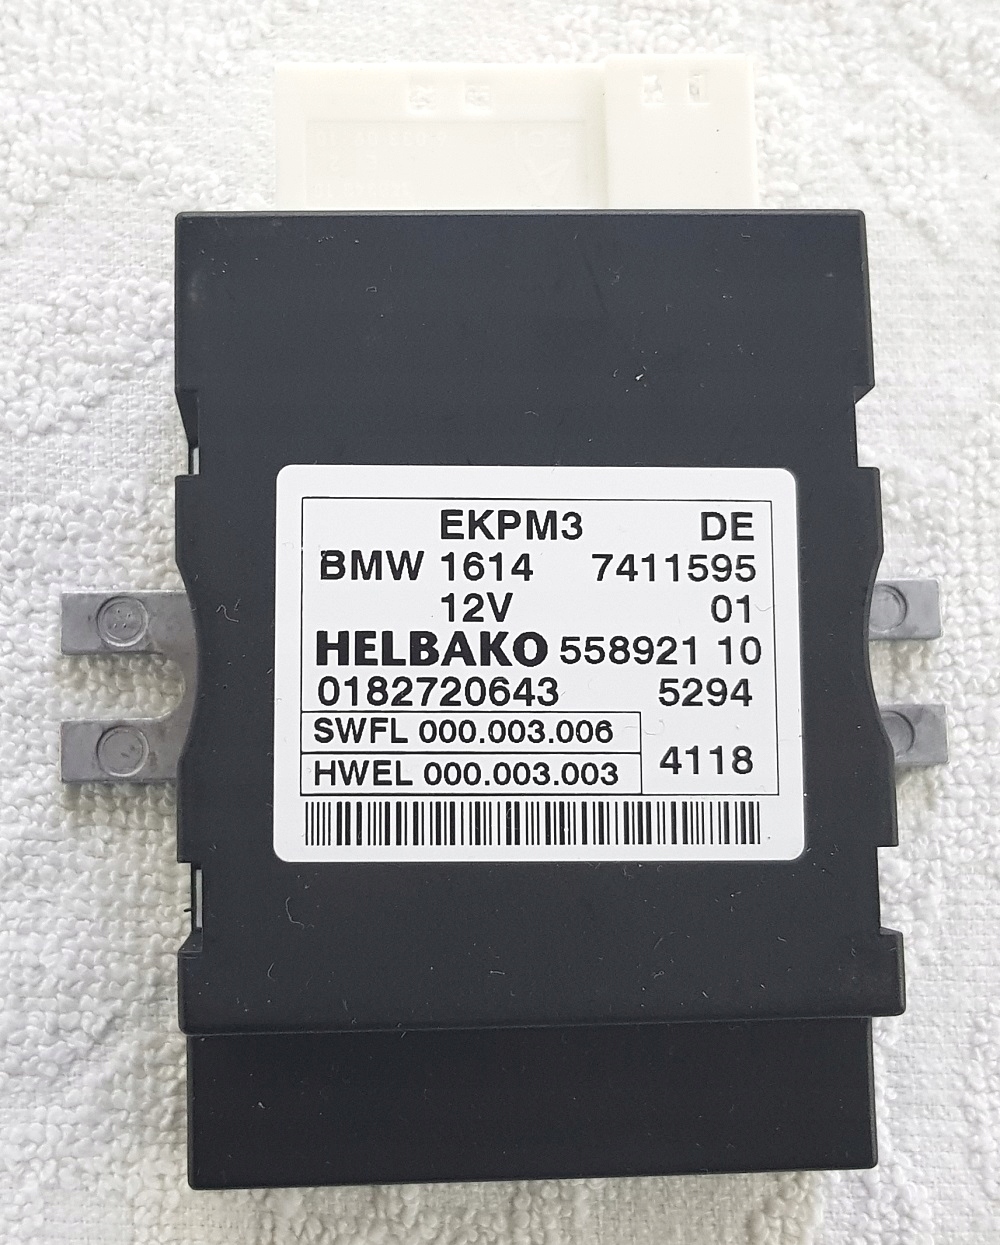 EKPM3 DE
BMW 1614 7411595
12V 01
HELBAKO 558921 10
0182720643 5294
SWFL 000.003.006
4118
HWEL 000.003.003